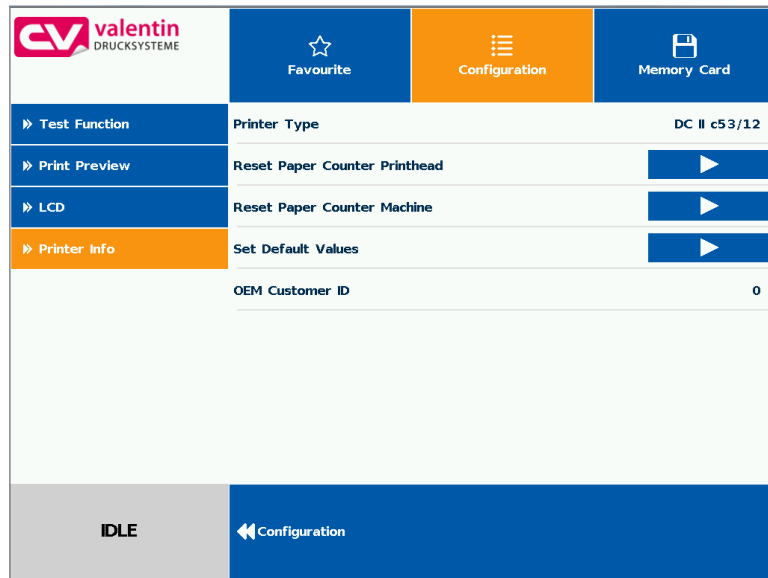 CV valentin
DRUCKSYSTEME
Favourite
Configuration
Memory Card
Test Function
Print Preview
LCD
Printer Info
Printer Type DC II c53/12
Reset Paper Counter Printhead
Reset Paper Counter Machine
Set Default Values
OEM Customer ID 0
IDLE
Configuration